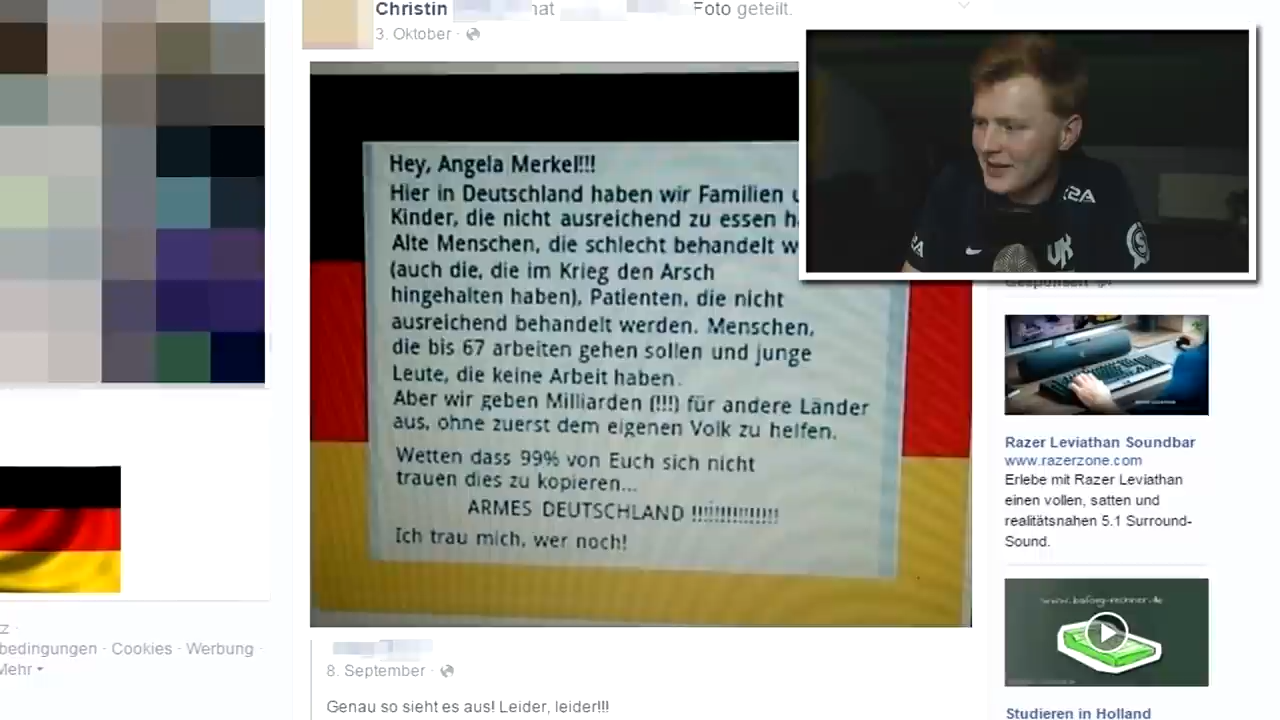 Christin hat Foto geteilt.
3. Oktober ·
Hey, Angela Merkel!!!
Hier in Deutschland haben wir Familien
Kinder, die nicht ausreichend zu essen
Alte Menschen, die schlecht behandelt
(auch die, die im Krieg den Arsch
hingehalten haben), Patienten, die nicht
ausreichend behandelt werden. Menschen,
die bis 67 arbeiten gehen sollen und junge
Leute, die keine Arbeit haben.
Aber wir geben Milliarden (!!!) für andere Länder
aus, ohne zuerst dem eigenen Volk zu helfen.
Wetten dass 99% von Euch sich nicht
trauen dies zu kopieren...
ARMES DEUTSCHLAND !!!!!!!!!!!!!!!
Ich trau mich, wer noch!
8. September ·
Genau so sieht es aus! Leider, leider!!!
bedingungen · Cookies · Werbung ·
Mehr
Gesponsert
Razer Leviathan Soundbar
www.razerzone.com
Erlebe mit Razer Leviathan
einen vollen, satten und
realitätsnahen 5.1 Surround-
Sound.
www.bafoeg-rechner.de
Studieren in Holland